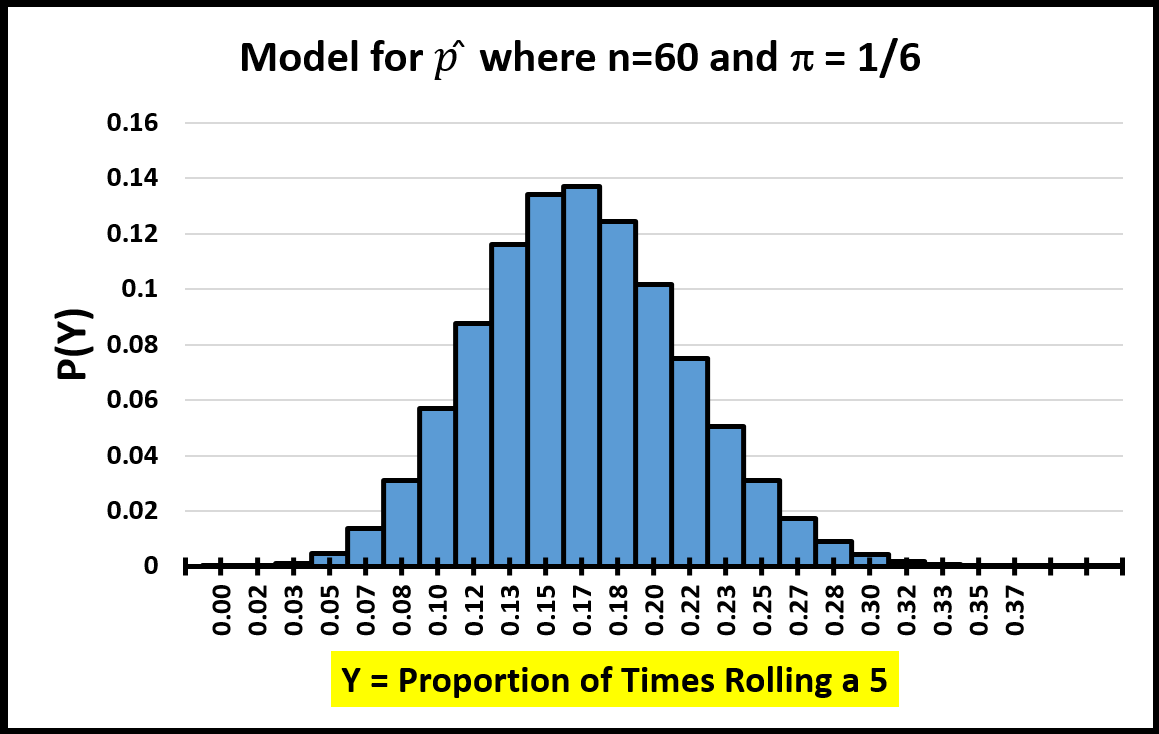 Model for p̂ where n=60 and π = 1/6
0.16
0.14
0.12
0.1
0.08
0.06
0.04
0.02
0
P(Y)
0.00 0.02 0.03 0.05 0.07 0.08 0.10 0.12 0.13 0.15 0.17 0.18 0.20 0.22 0.23 0.25 0.27 0.28 0.30 0.32 0.33 0.35 0.37
Y = Proportion of Times Rolling a 5